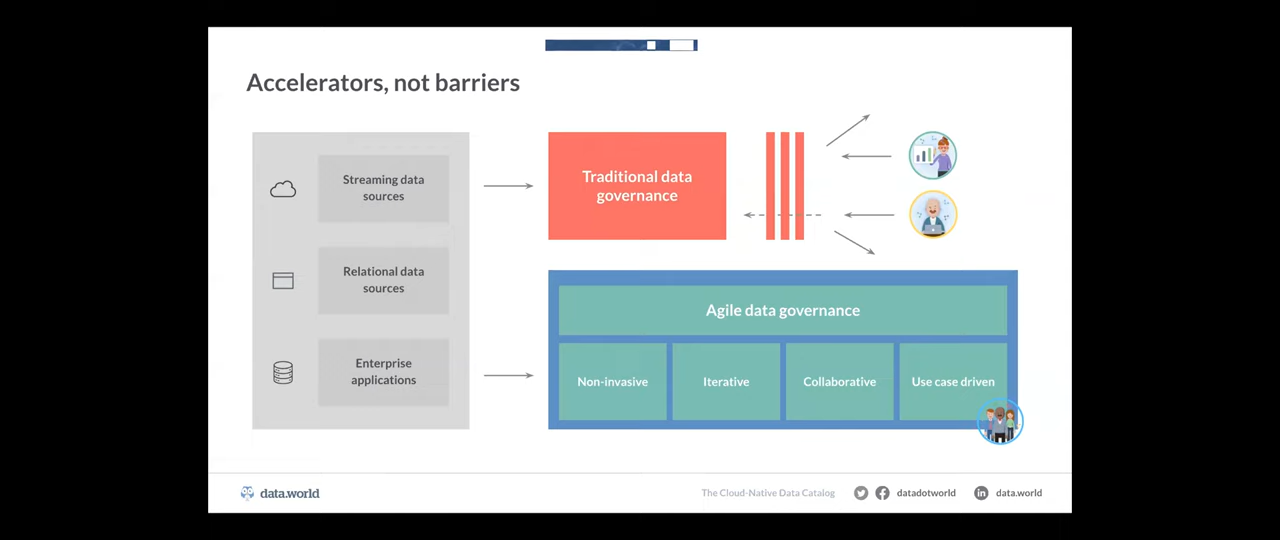 Accelerators, not barriers
Streaming data
sources
Relational data
sources
Enterprise
applications
Traditional data
governance
Agile data governance
Non-invasive
Iterative
Collaborative
Use case driven
data.world
The Cloud-Native Data Catalog
datadotworld
data.world